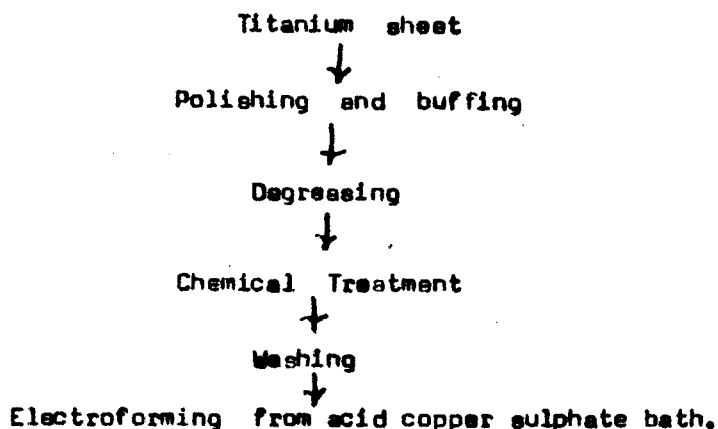 Titanium sheet
Polishing and buffing
Degreasing
Chemical Treatment
Washing
Electroforming from acid copper sulphate bath.